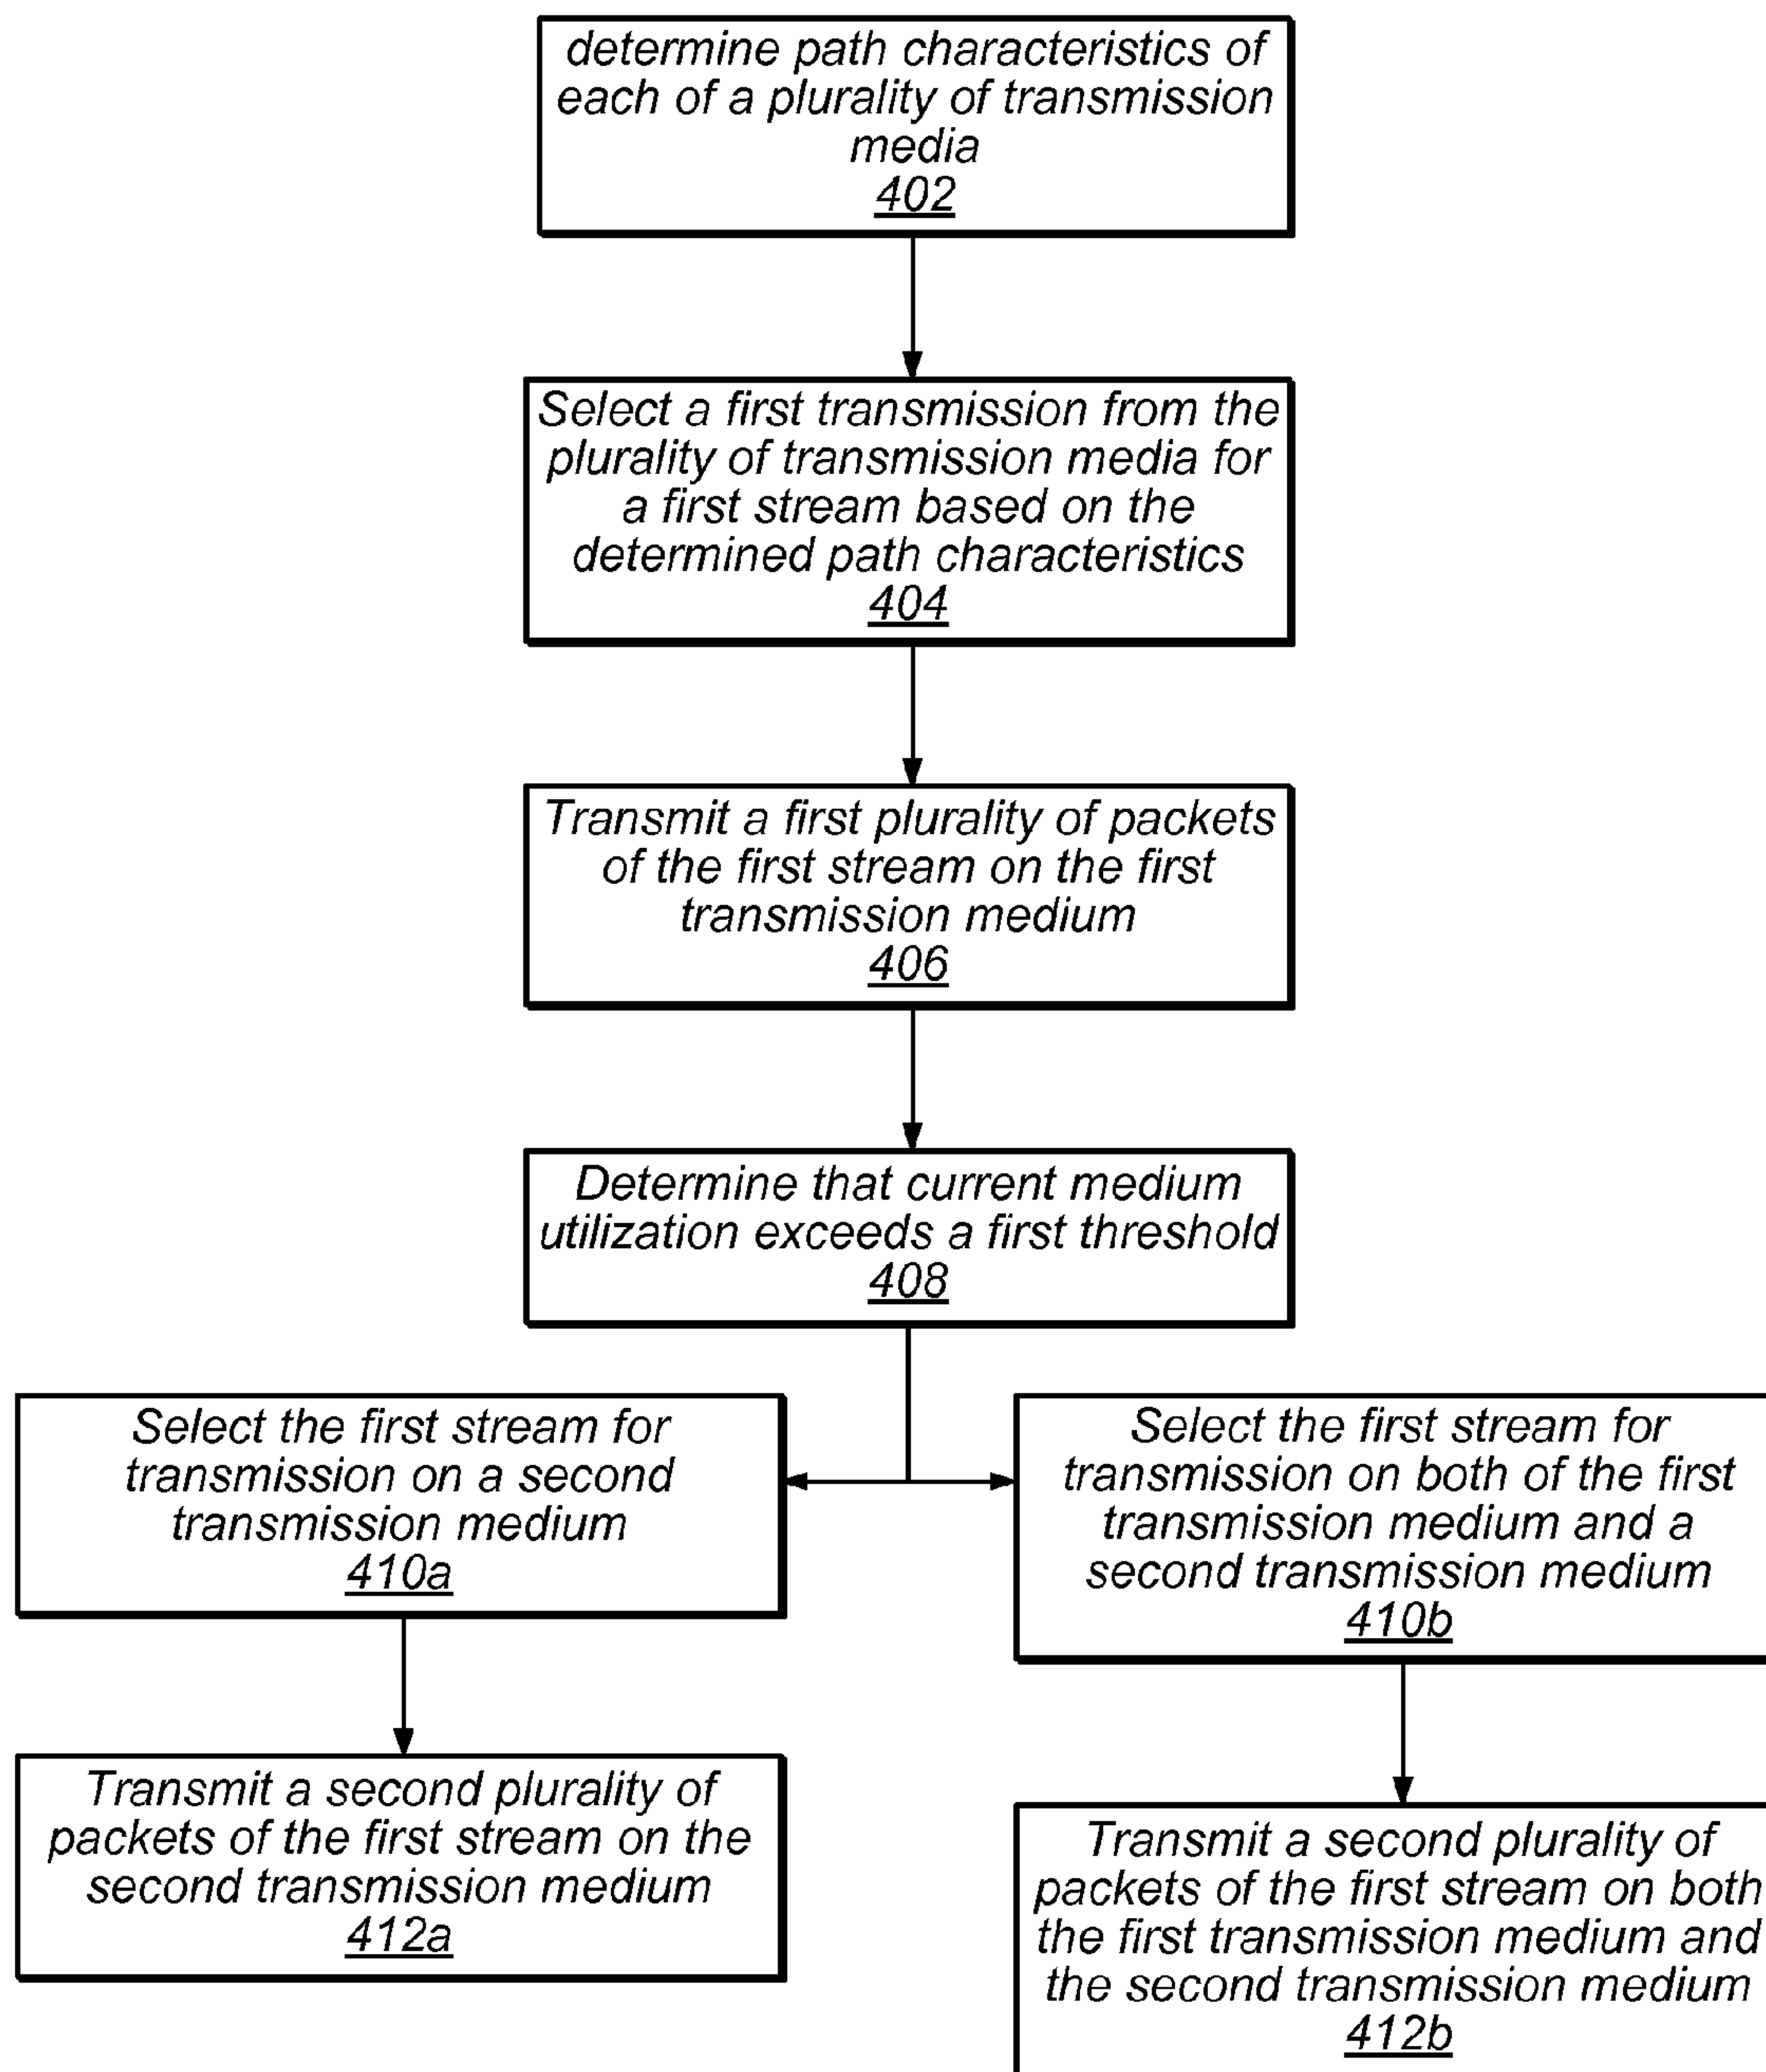 determine path characteristics of
each of a plurality of transmission
media
402
Select a first transmission from the
plurality of transmission media for
a first stream based on the
determined path characteristics
404
Transmit a first plurality of packets
of the first stream on the first
transmission medium
406
Determine that current medium
utilization exceeds a first threshold
408
Select the first stream for
transmission on a second
transmission medium
410a
Select the first stream for
transmission on both of the first
transmission medium and a
second transmission medium
410b
Transmit a second plurality of
packets of the first stream on the
second transmission medium
412a
Transmit a second plurality of
packets of the first stream on both
the first transmission medium and
the second transmission medium
412b